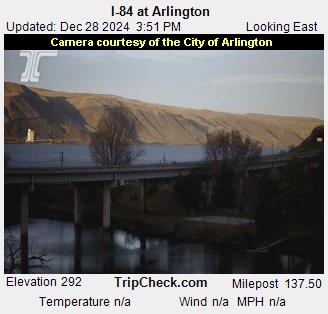 I-84 at Arlington
Updated: Dec 28 2024 3:51 PM Looking East
Camera courtesy of the City of Arlington
Elevation 292 TripCheck.com Milepost 137.50
Temperature n/a Wind n/a MPH n/a